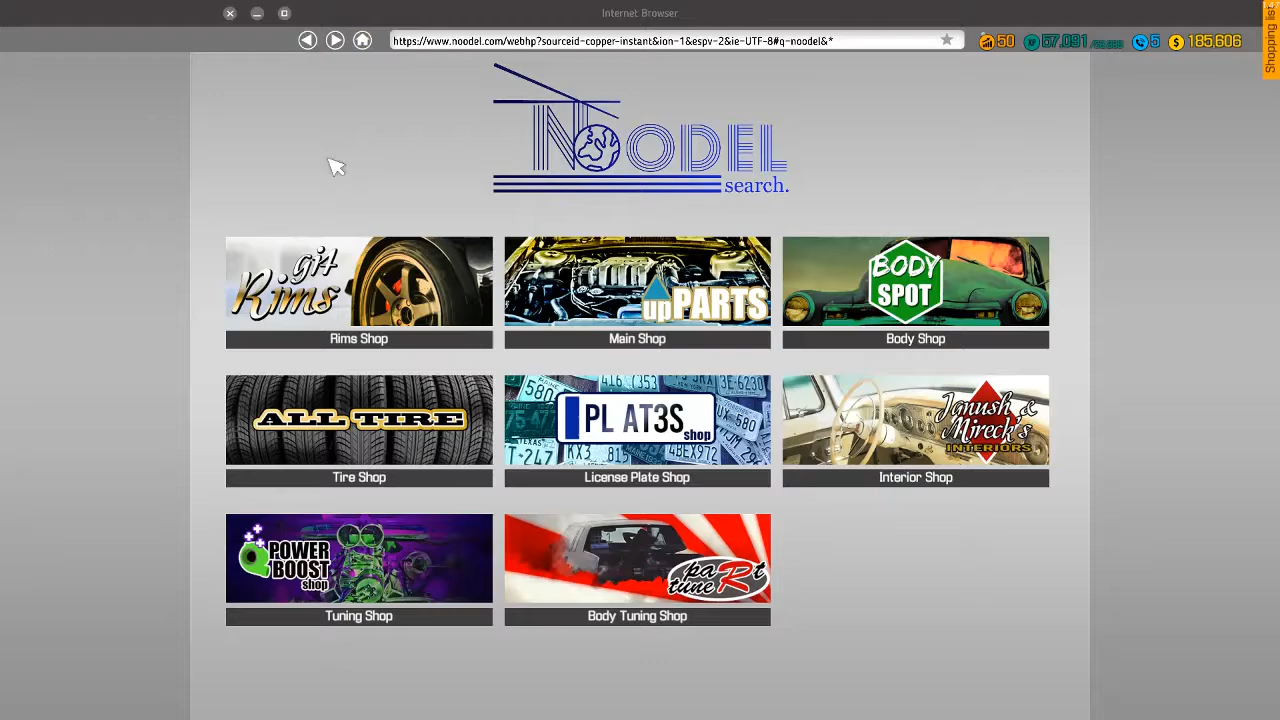 Internet Browser
https://www.noodel.com/webhp?sourceid-copper-instant&ion-1&espv-2&ie-UTF-8#q-noodel&*
50
57.091
5
185,606
Shopping list
NOODEL
search.
git Rims
upPARTS
BODY SPOT
Rims Shop
Main Shop
Body Shop
ALL TIRE
PL AT3S
shop
Janush & Mireck's
INTERIORS
Tire Shop
License Plate Shop
Interior Shop
POWER BOOST
shop
paRt tune
Tuning Shop
Body Tuning Shop